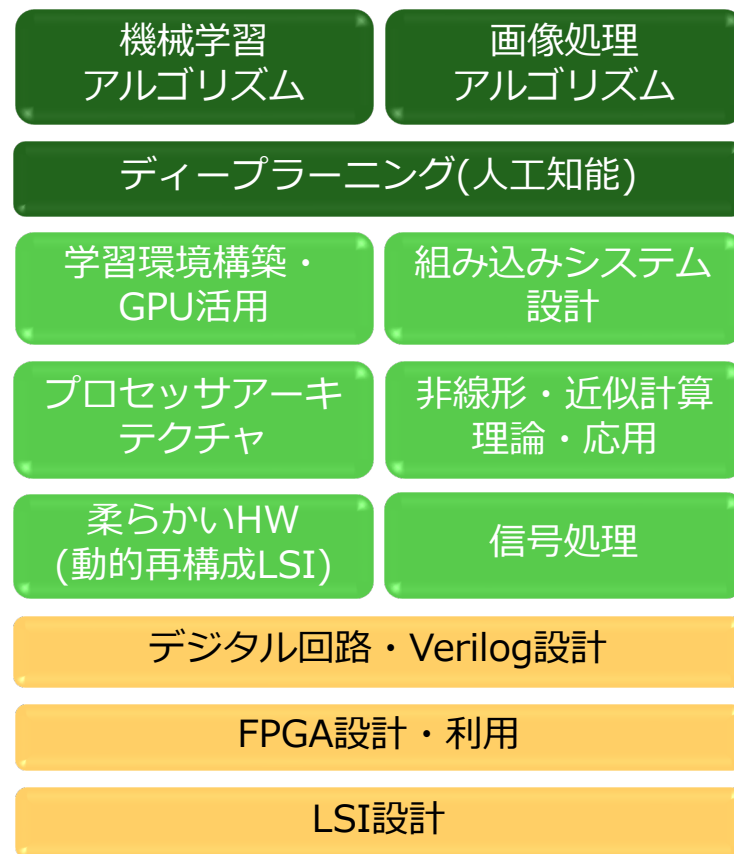 機械学習
アルゴリズム
画像処理
アルゴリズム
ディープラーニング(人工知能)
学習環境構築・
GPU活用
組み込みシステム
設計
プロセッサアーキ
テクチャ
非線形・近似計算
理論・応用
柔らかいHW
(動的再構成LSI)
信号処理
デジタル回路・Verilog設計
FPGA設計・利用
LSI設計